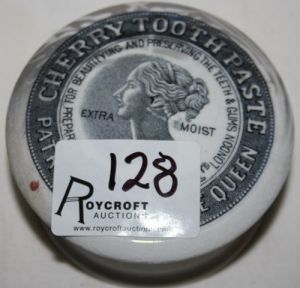 CHERRY TOOTH PASTE
PAT
QUEEN
FOR BEAUTIFYING AND PRESERVING THE TEETH & GUMS
LONDON
EXTRA
MOIST
128
ROYCROFT
AUCTIONS
www.roycroftauctions.com